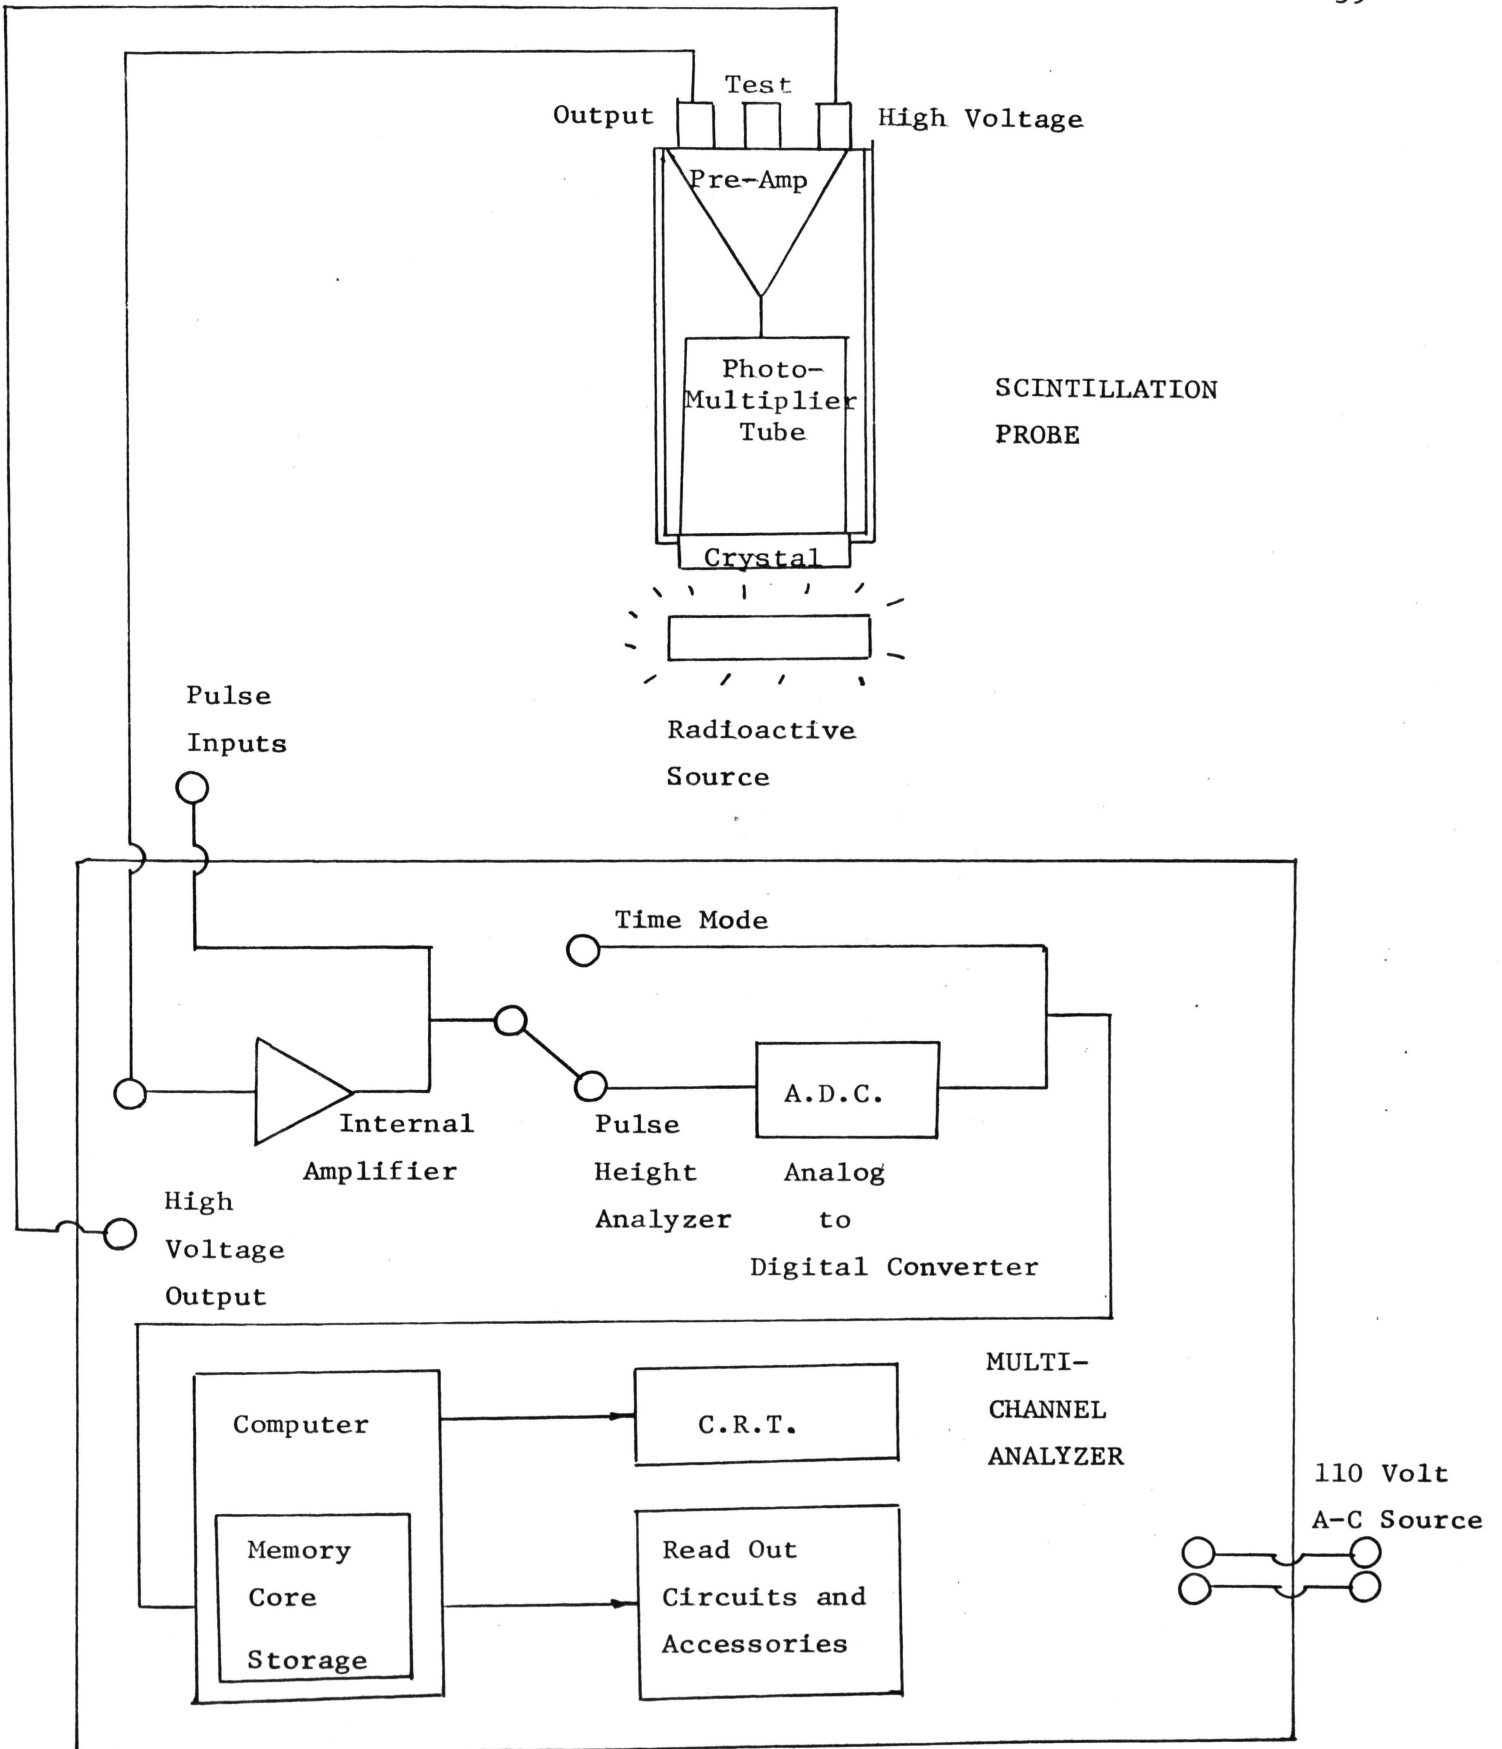 Test
Output
High Voltage
Pre-Amp
Photo-
Multiplier
Tube
SCINTILLATION
PROBE
Crystal
Radioactive
Source
Pulse
Inputs
Time Mode
Internal
Amplifier
Pulse
Height
Analyzer
A.D.C.
Analog
to
Digital Converter
High
Voltage
Output
MULTI-
CHANNEL
ANALYZER
Computer
C.R.T.
Memory
Core
Storage
Read Out
Circuits and
Accessories
110 Volt
A-C Source